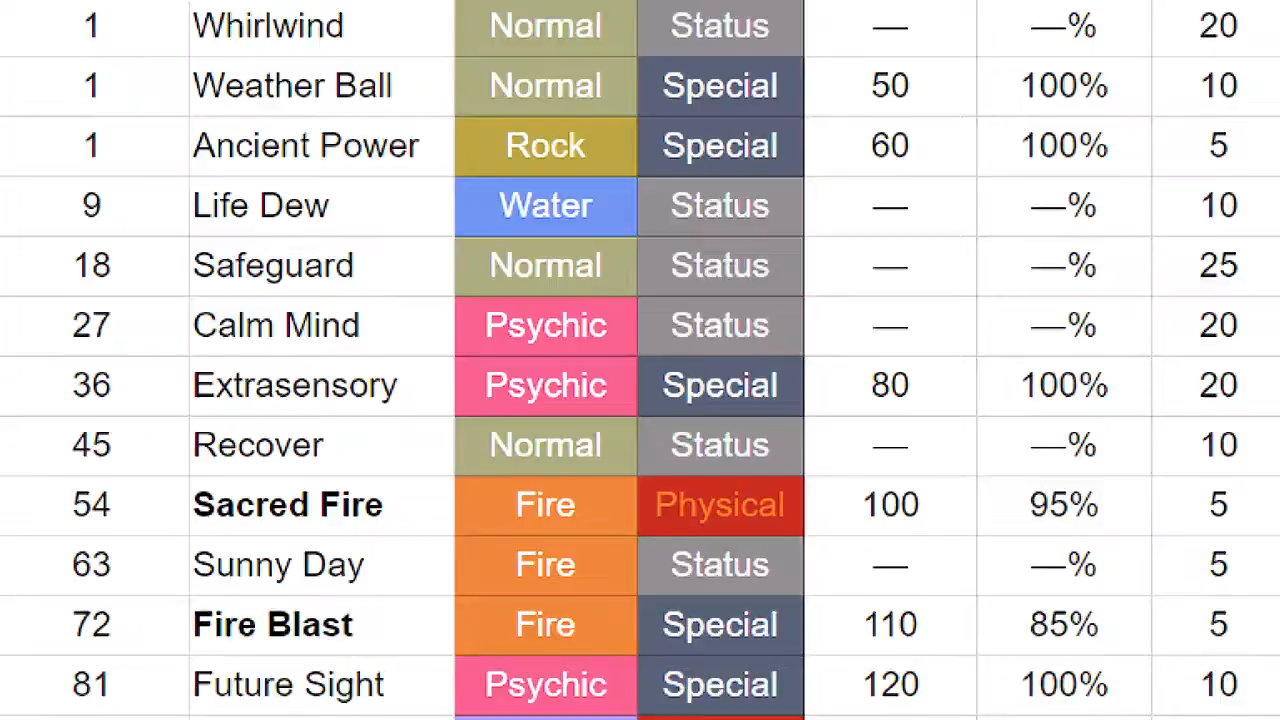 1 Whirlwind Normal Status — —% 20
1 Weather Ball Normal Special 50 100% 10
1 Ancient Power Rock Special 60 100% 5
9 Life Dew Water Status — —% 10
18 Safeguard Normal Status — —% 25
27 Calm Mind Psychic Status — —% 20
36 Extrasensory Psychic Special 80 100% 20
45 Recover Normal Status — —% 10
54 Sacred Fire Fire Physical 100 95% 5
63 Sunny Day Fire Status — —% 5
72 Fire Blast Fire Special 110 85% 5
81 Future Sight Psychic Special 120 100% 10